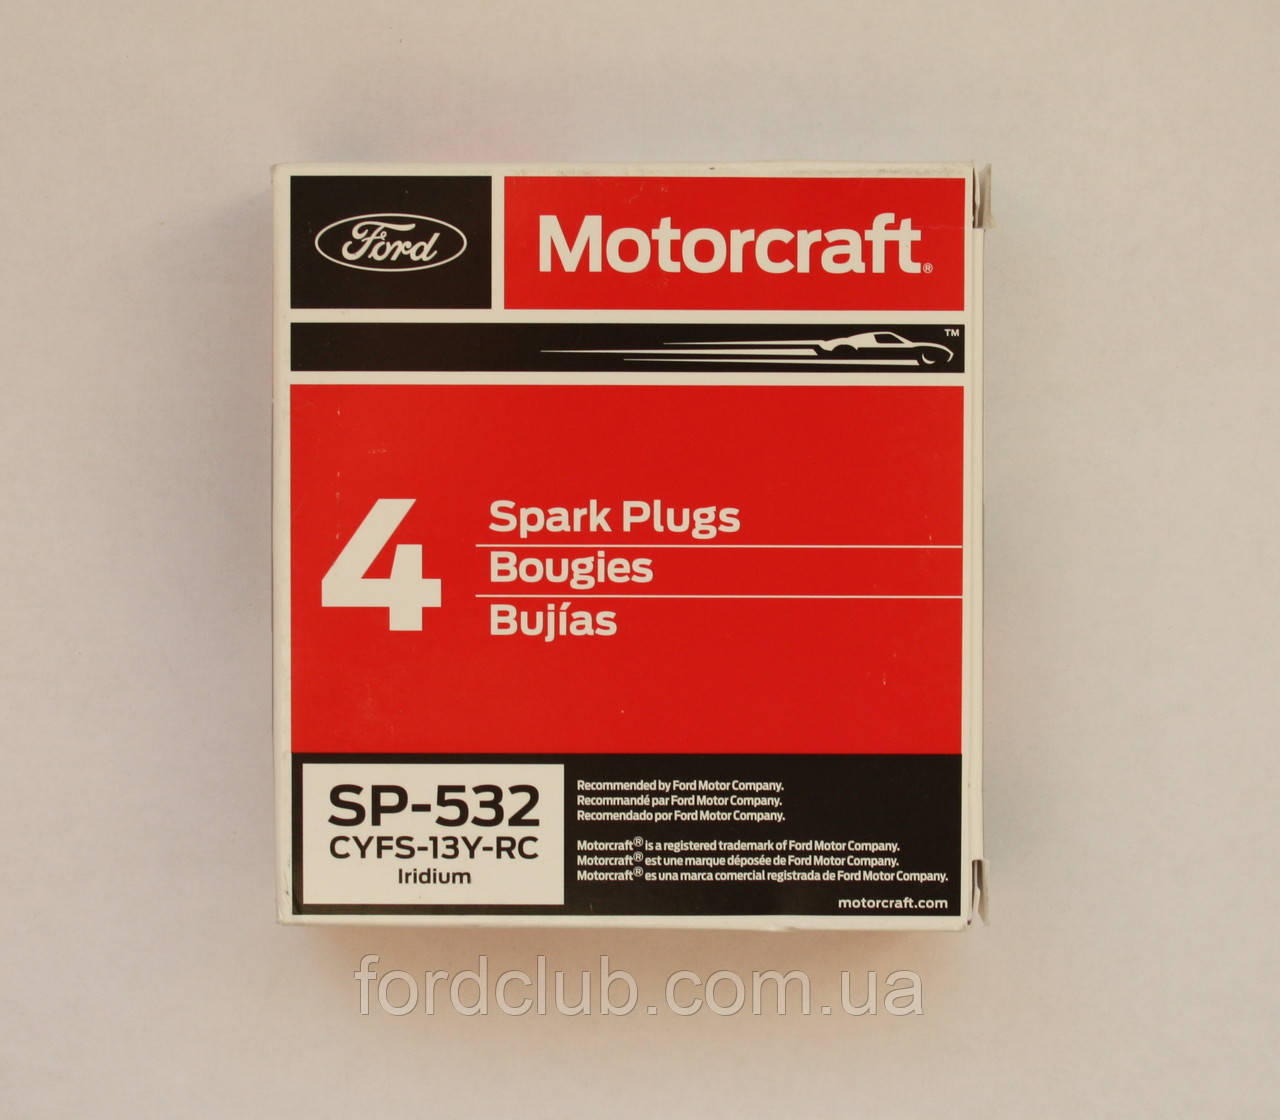 Ford
Motorcraft®
™
4
Spark Plugs
Bougies
Bujías
SP-532
CYFS-13Y-RC
Iridium
Recommended by Ford Motor Company.
Recommandé par Ford Motor Company.
Recomendado por Ford Motor Company.
Motorcraft® is a registered trademark of Ford Motor Company.
Motorcraft® est une marque déposée de Ford Motor Company.
Motorcraft® es una marca comercial registrada de Ford Motor Company.
motorcraft.com
fordclub.com.ua